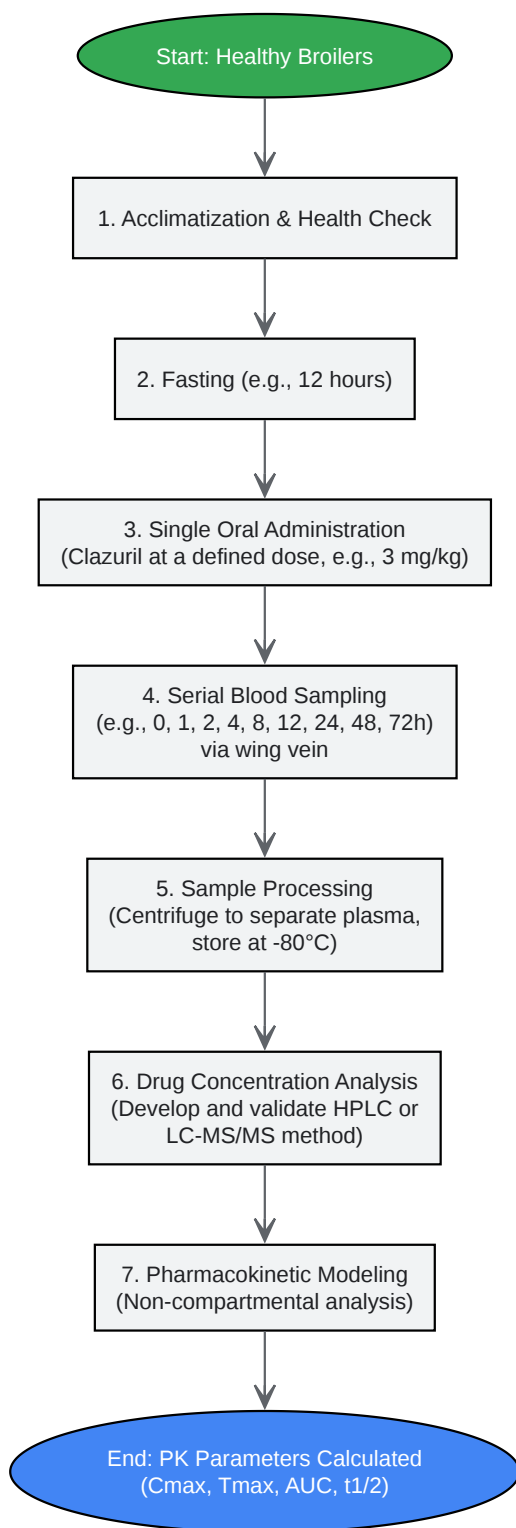 Start: Healthy Broilers
1. Acclimatization & Health Check
2. Fasting (e.g., 12 hours)
3. Single Oral Administration
(Clazuril at a defined dose, e.g., 3 mg/kg)
4. Serial Blood Sampling
(e.g., 0, 1, 2, 4, 8, 12, 24, 48, 72h)
via wing vein
5. Sample Processing
(Centrifuge to separate plasma,
store at -80°C)
6. Drug Concentration Analysis
(Develop and validate HPLC or
LC-MS/MS method)
7. Pharmacokinetic Modeling
(Non-compartmental analysis)
End: PK Parameters Calculated
(Cmax, Tmax, AUC, t1/2)